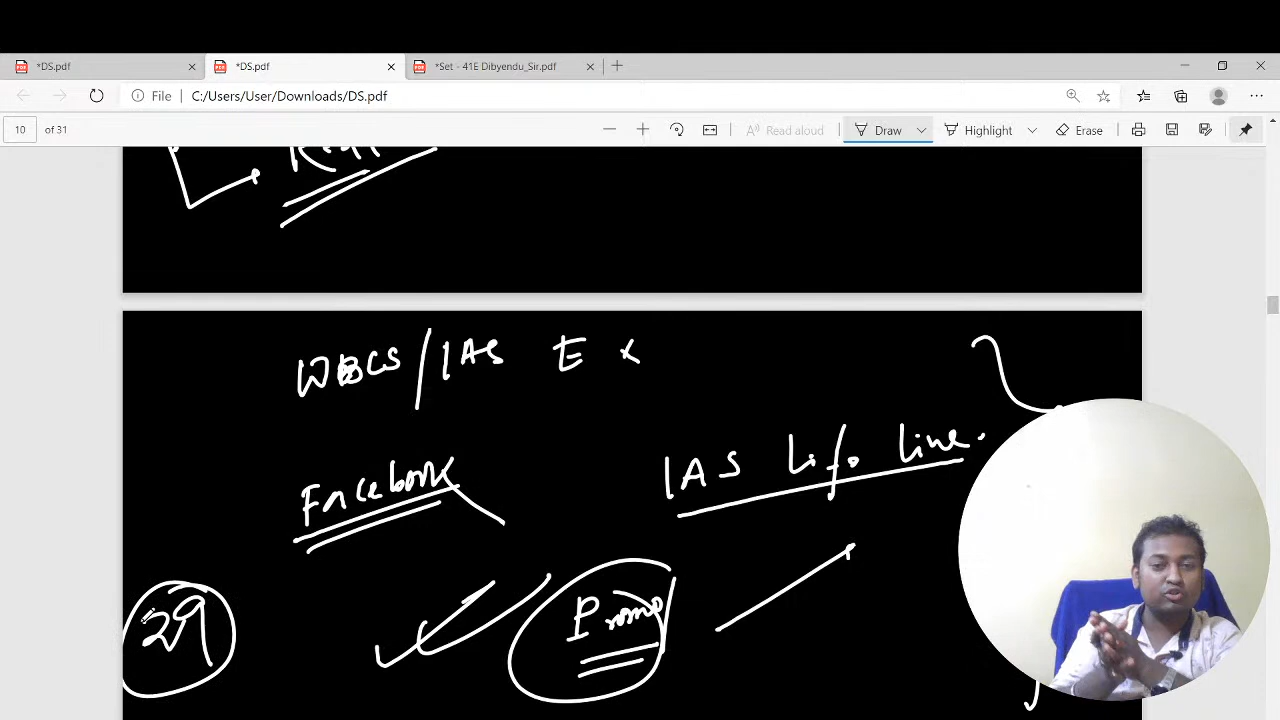 *DS.pdf
*DS.pdf
*Set - 41E Dibyendu_Sir.pdf
File C:/Users/User/Downloads/DS.pdf
10 of 31 Read aloud Draw Highlight Erase
WBCS/IAS E x
IAS Life Line.
Facebook
Promo
29